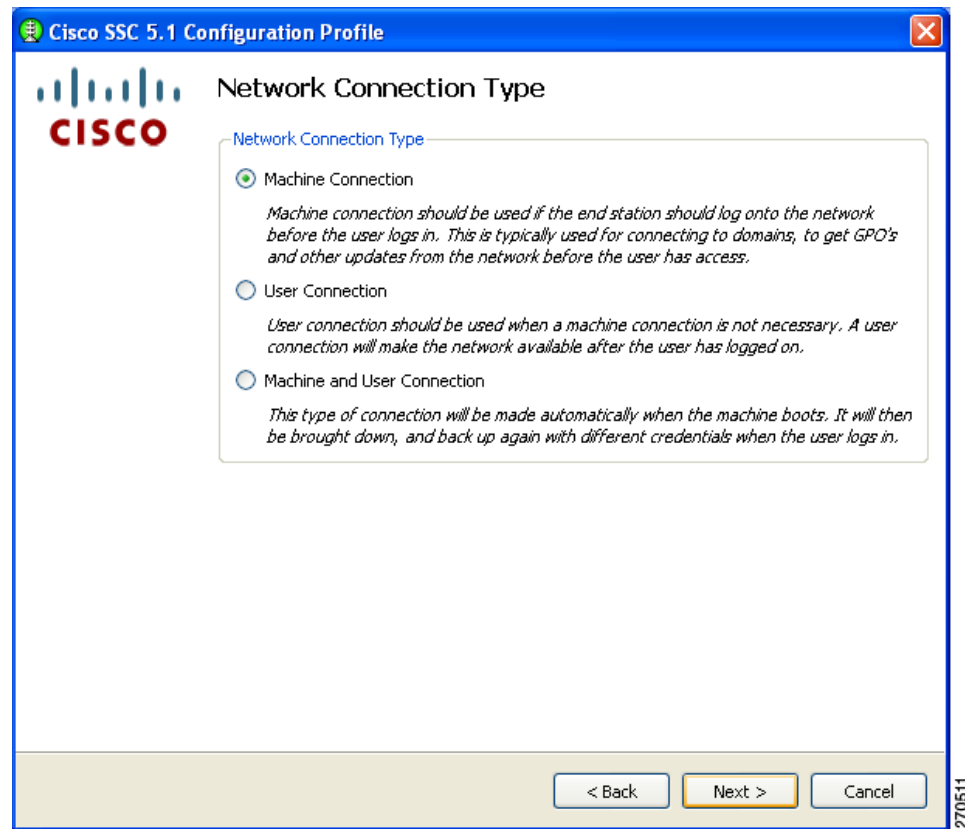 Cisco SSC 5.1 Configuration Profile
CISCO
Network Connection Type
Network Connection Type
Machine Connection
Machine connection should be used if the end station should log onto the network
before the user logs in. This is typically used for connecting to domains, to get GPO's
and other updates from the network before the user has access.
User Connection
User connection should be used when a machine connection is not necessary. A user
connection will make the network available after the user has logged on.
Machine and User Connection
This type of connection will be made automatically when the machine boots. It will then
be brought down, and back up again with different credentials when the user logs in.
< Back
Next >
Cancel
270511